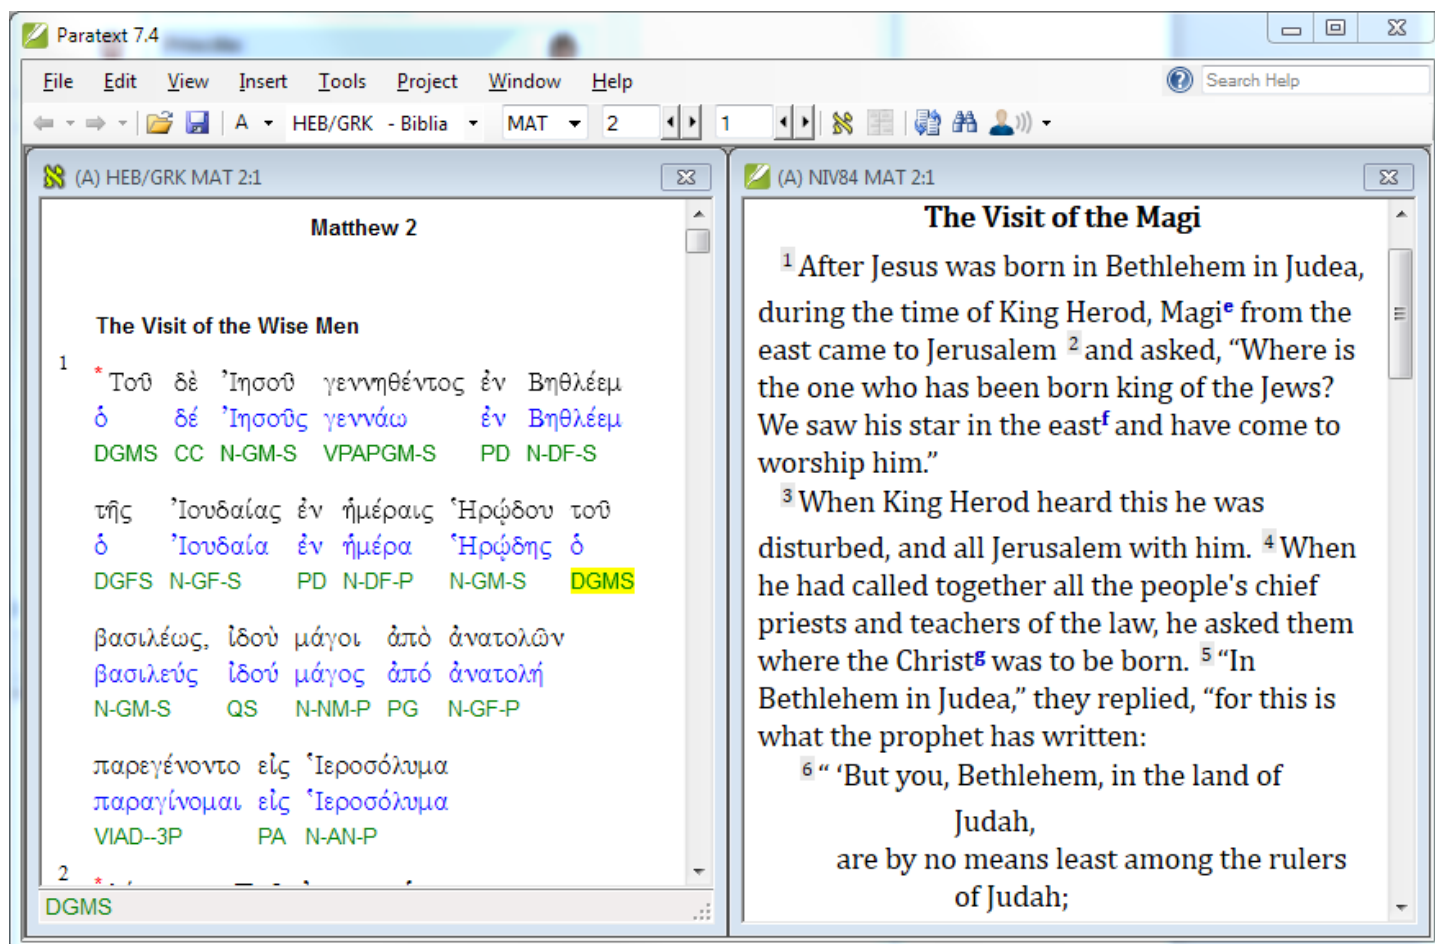 Paratext 7.4
File Edit View Insert Tools Project Window Help Search Help
A HEB/GRK - Biblia MAT 2 1
(A) HEB/GRK MAT 2:1
Matthew 2
The Visit of the Wise Men
1 * Τοῦ δὲ Ἰησοῦ γεννηθέντος ἐν Βηθλέεμ
ὁ δέ Ἰησοῦς γεννάω ἐν Βηθλέεμ
DGMS CC N-GM-S VPAPGM-S PD N-DF-S
τῆς Ἰουδαίας ἐν ἡμέραις Ἡρῴδου τοῦ
ὁ Ἰουδαία ἐν ἡμέρα Ἡρῴδης ὁ
DGFS N-GF-S PD N-DF-P N-GM-S DGMS
βασιλέως, ἰδοὺ μάγοι ἀπὸ ἀνατολῶν
βασιλεύς ἰδού μάγος ἀπό ἀνατολή
N-GM-S QS N-NM-P PG N-GF-P
παρεγένοντο εἰς Ἱεροσόλυμα
παραγίνομαι εἰς Ἱεροσόλυμα
VIAD--3P PA N-AN-P
2 *
DGMS
(A) NIV84 MAT 2:1
The Visit of the Magi
1 After Jesus was born in Bethlehem in Judea,
during the time of King Herod, Magie from the
east came to Jerusalem 2 and asked, “Where is
the one who has been born king of the Jews?
We saw his star in the eastf and have come to
worship him.”
3 When King Herod heard this he was
disturbed, and all Jerusalem with him. 4 When
he had called together all the people's chief
priests and teachers of the law, he asked them
where the Christg was to be born. 5 “In
Bethlehem in Judea,” they replied, “for this is
what the prophet has written:
6 “ ‘But you, Bethlehem, in the land of
Judah,
are by no means least among the rulers
of Judah;